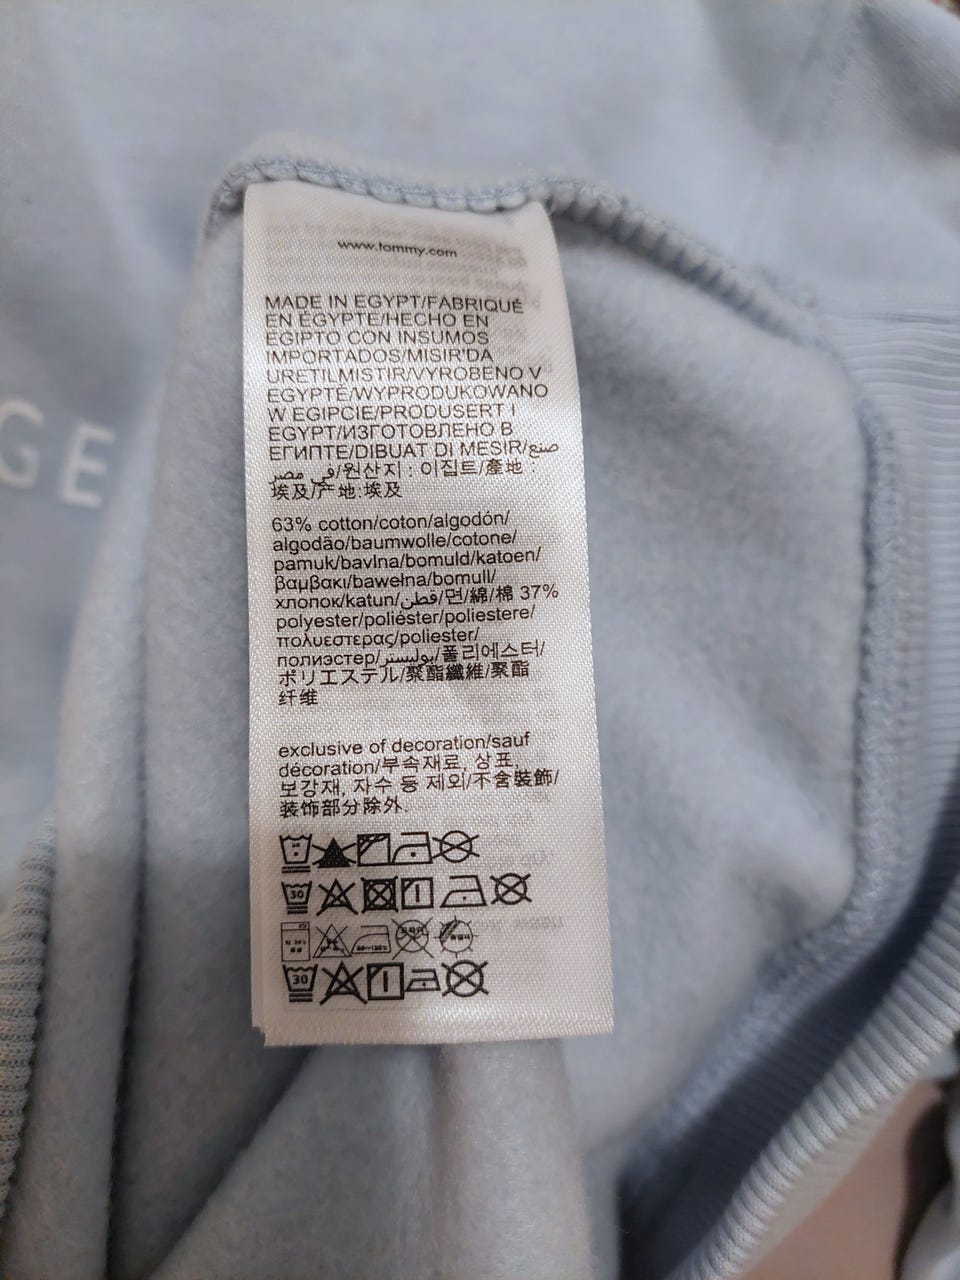 GE
www.tommy.com
MADE IN EGYPT/FABRIQUÉ
EN ÉGYPTE/HECHO EN
EGIPTO CON INSUMOS
IMPORTADOS/MISIR'DA
URETILMISTIR/VYROBENO V
EGYPTĚ/WYPRODUKOWANO
W EGIPCIE/PRODUSERT I
EGYPT/ИЗГОТОВЛЕНО В
ЕГИПТЕ/DIBUAT DI MESIR/صنع
في مصر/원산지 : 이집트/產地 :
埃及/产地:埃及
63% cotton/coton/algodón/
algodão/baumwolle/cotone/
pamuk/bavlna/bomuld/katoen/
βαμβακι/bawełna/bomull/
хлопок/katun/قطن/면/綿/棉 37%
polyester/poliéster/poliestere/
πολυεστερας/poliester/
полиэстер/بوليستر/폴리에스터/
ポリエステル/聚酯纖維/聚酯
纤维
exclusive of decoration/sauf
décoration/부속재료, 상표,
보강재, 자수 등 제외/不含裝飾/
装饰部分除外.
30
30